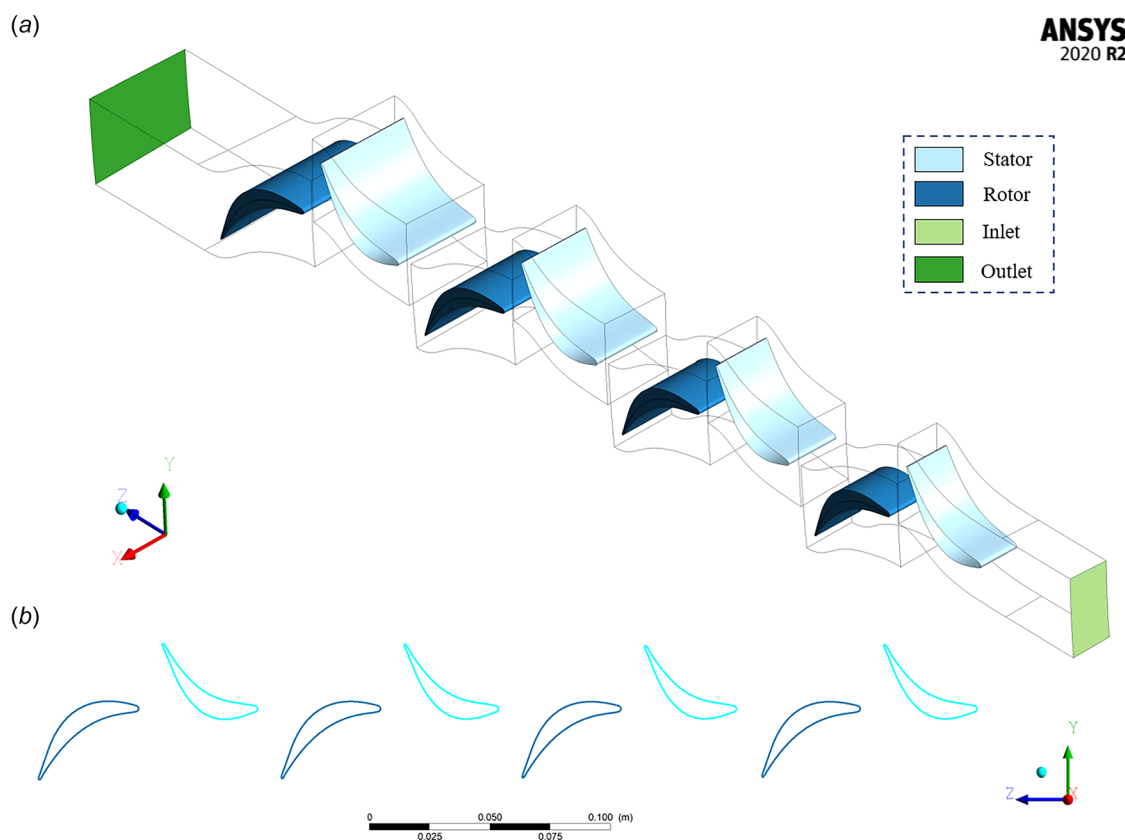 (a)
ANSYS
2020 R2
Stator
Rotor
Inlet
Outlet
Y
Z
X
(b)
Y
Z
X
0 0.050 0.100 (m)
0.025 0.075